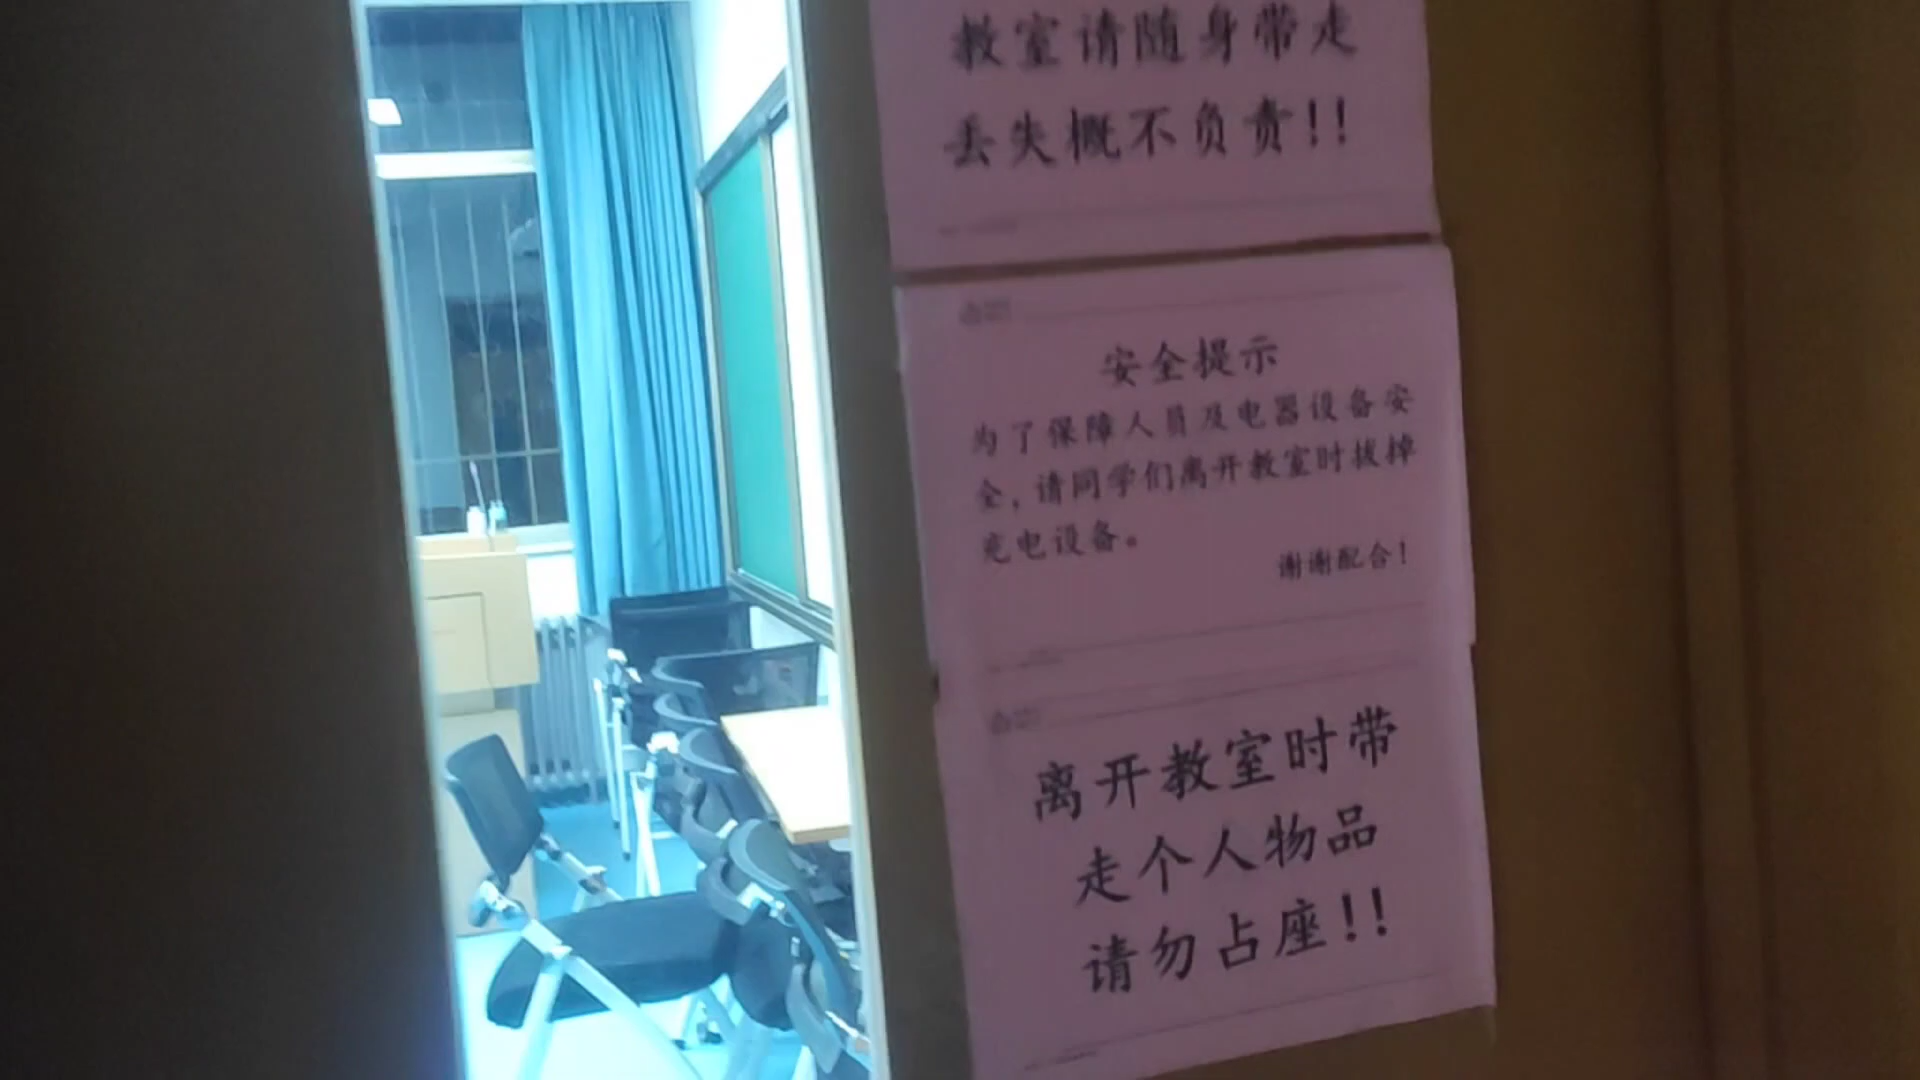 教室请随身带走
丢失概不负责!!
安全提示
为了保障人员及电器设备安
全,请同学们离开教室时拔掉
充电设备。
谢谢配合!
离开教室时带
走个人物品
请勿占座!!